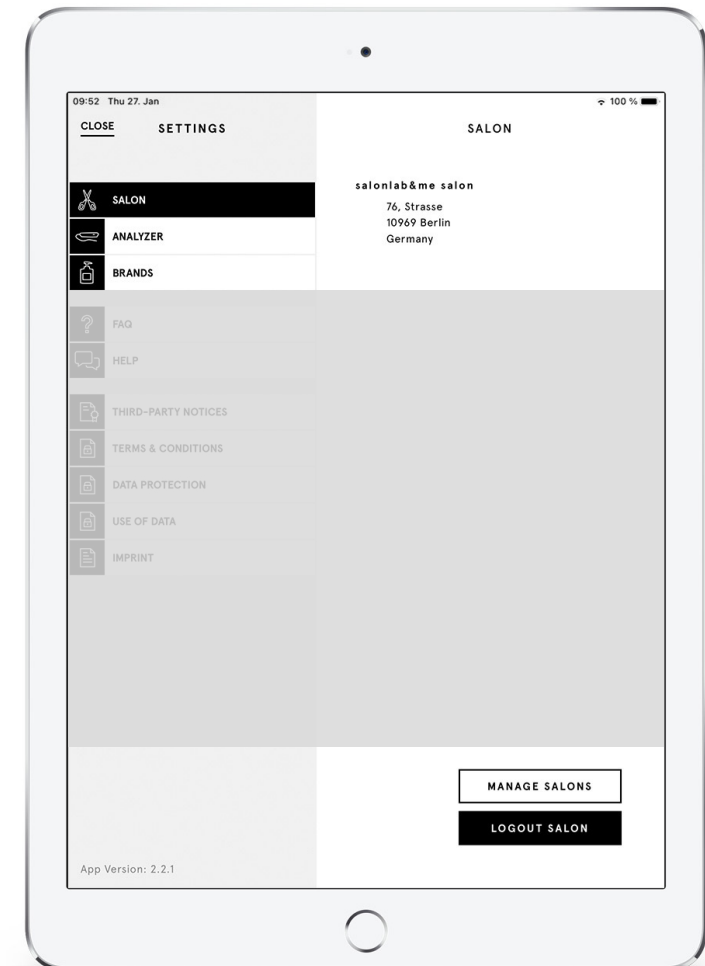 09:52 Thu 27. Jan
100 %
CLOSE
SETTINGS
SALON
SALON
ANALYZER
BRANDS
FAQ
HELP
THIRD-PARTY NOTICES
TERMS & CONDITIONS
DATA PROTECTION
USE OF DATA
IMPRINT
App Version: 2.2.1
salonlab&me salon
76, Strasse
10969 Berlin
Germany
MANAGE SALONS
LOGOUT SALON